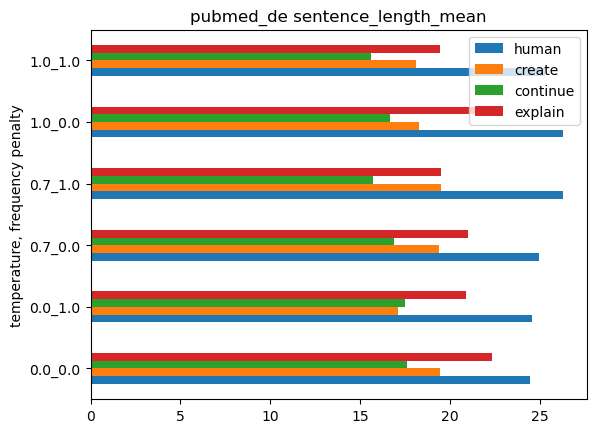 pubmed_de sentence_length_mean
human
create
continue
explain
temperature, frequency penalty
1.0_1.0
1.0_0.0
0.7_1.0
0.7_0.0
0.0_1.0
0.0_0.0
0 5 10 15 20 25